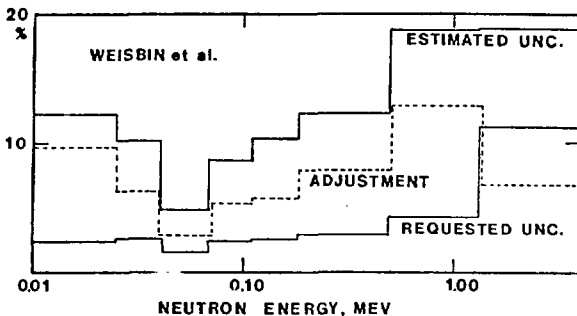 20
%
WEISBIN et al.
ESTIMATED UNC.
10
ADJUSTMENT
REQUESTED UNC.
0
0.01
0.10
1.00
NEUTRON ENERGY, MEV